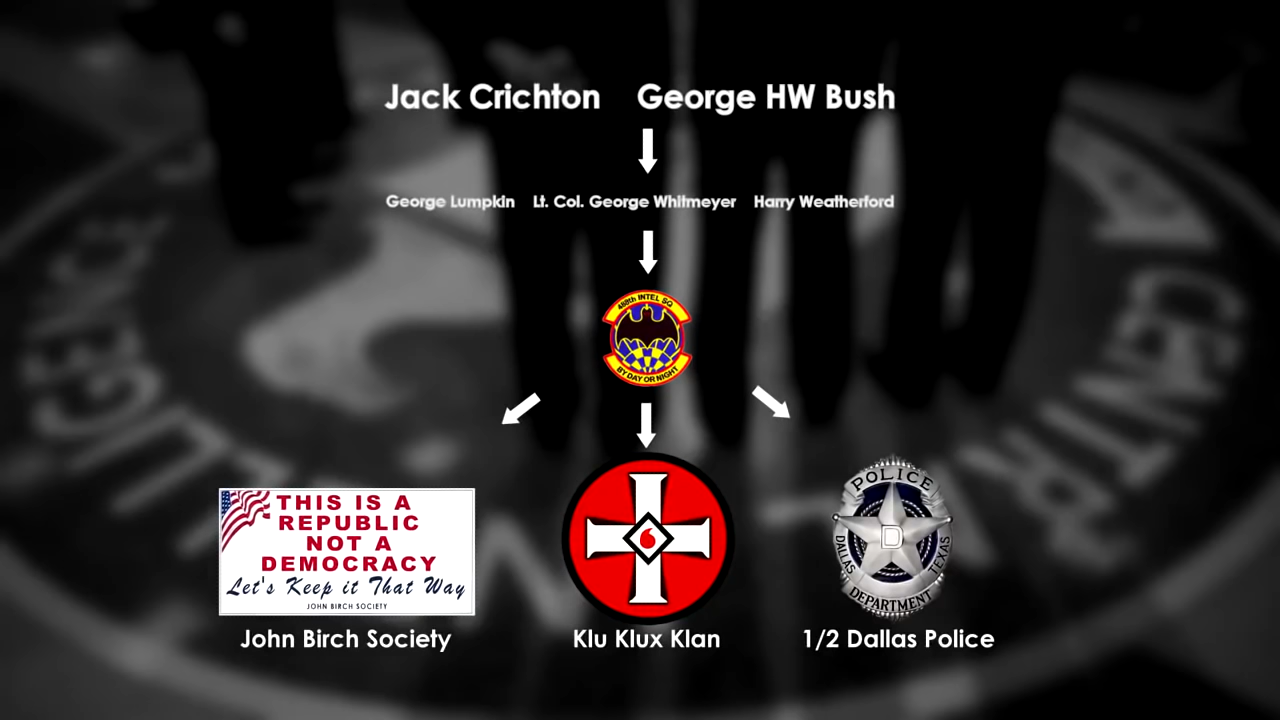 Jack Crichton George HW Bush
George Lumpkin Lt. Col. George Whitmeyer Harry Weatherford
488th INTEL SQ
BY DAY OR NIGHT
THIS IS A
REPUBLIC
NOT A
DEMOCRACY
Let's Keep it That Way
JOHN BIRCH SOCIETY
POLICE
D
DALLAS TEXAS
DEPARTMENT
John Birch Society Klu Klux Klan 1/2 Dallas Police